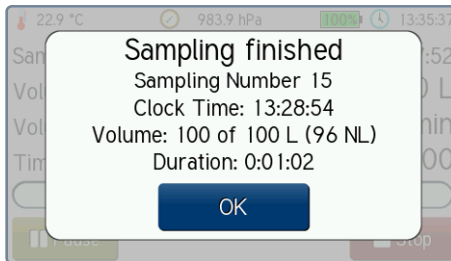 22.9 °C 983.9 hPa 100% 13:35:37
Sampling finished
Sampling Number 15
Clock Time: 13:28:54
Volume: 100 of 100 L (96 NL)
Duration: 0:01:02
OK
Pause Stop